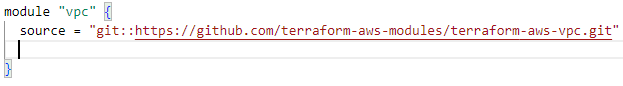 module "vpc" {
  source = "git::https://github.com/terraform-aws-modules/terraform-aws-vpc.git"
}